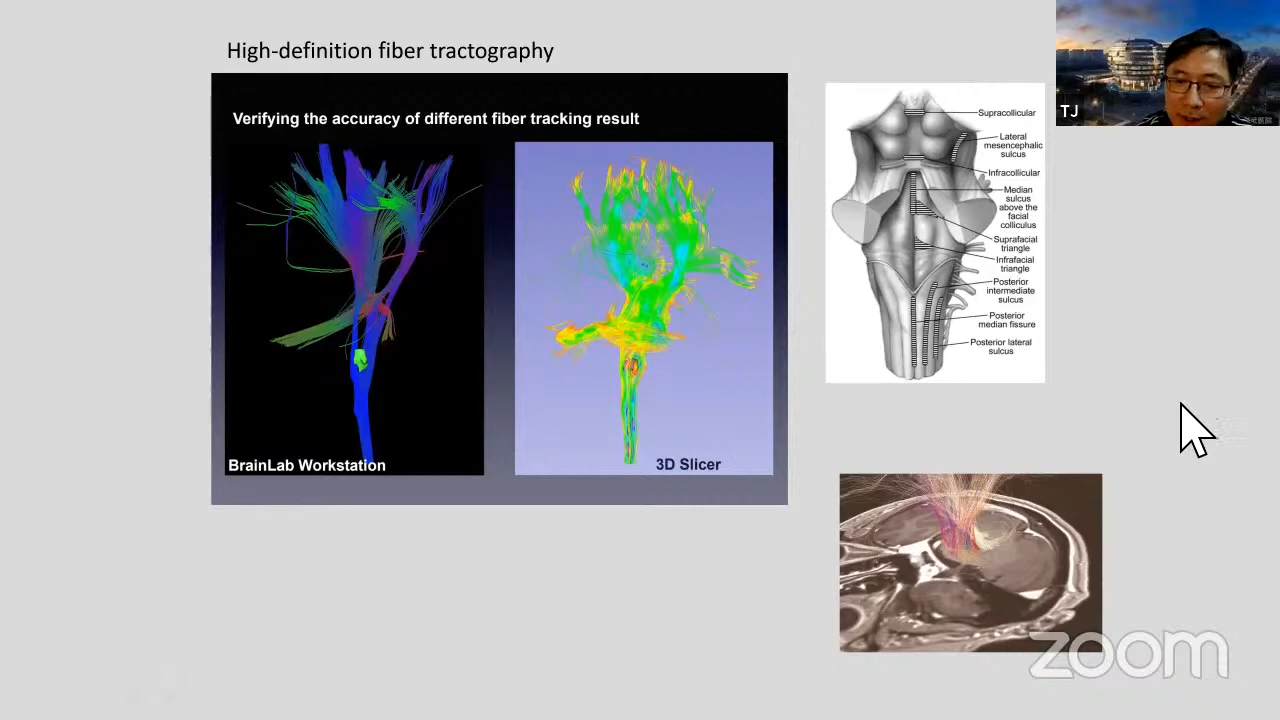 High-definition fiber tractography
Verifying the accuracy of different fiber tracking result
BrainLab Workstation
3D Slicer
Supracollicular
Lateral
mesencephalic
sulcus
Infracollicular
Median
sulcus
above the
facial
colliculus
Suprafacial
triangle
Infrafacial
triangle
Posterior
intermediate
sulcus
Posterior
median fissure
Posterior lateral
sulcus
TJ
zoom